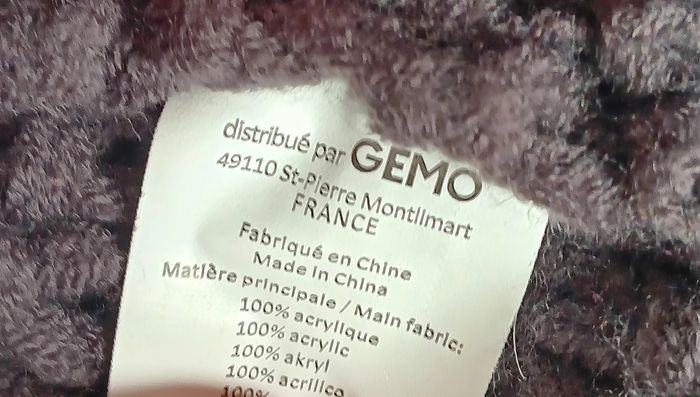 distribué par GEMO
49110 St-Pierre Montlimart
FRANCE
Fabriqué en Chine
Made in China
Matière principale / Main fabric:
100% acrylique
100% acrylic
100% akryl
100% acrilico
100%